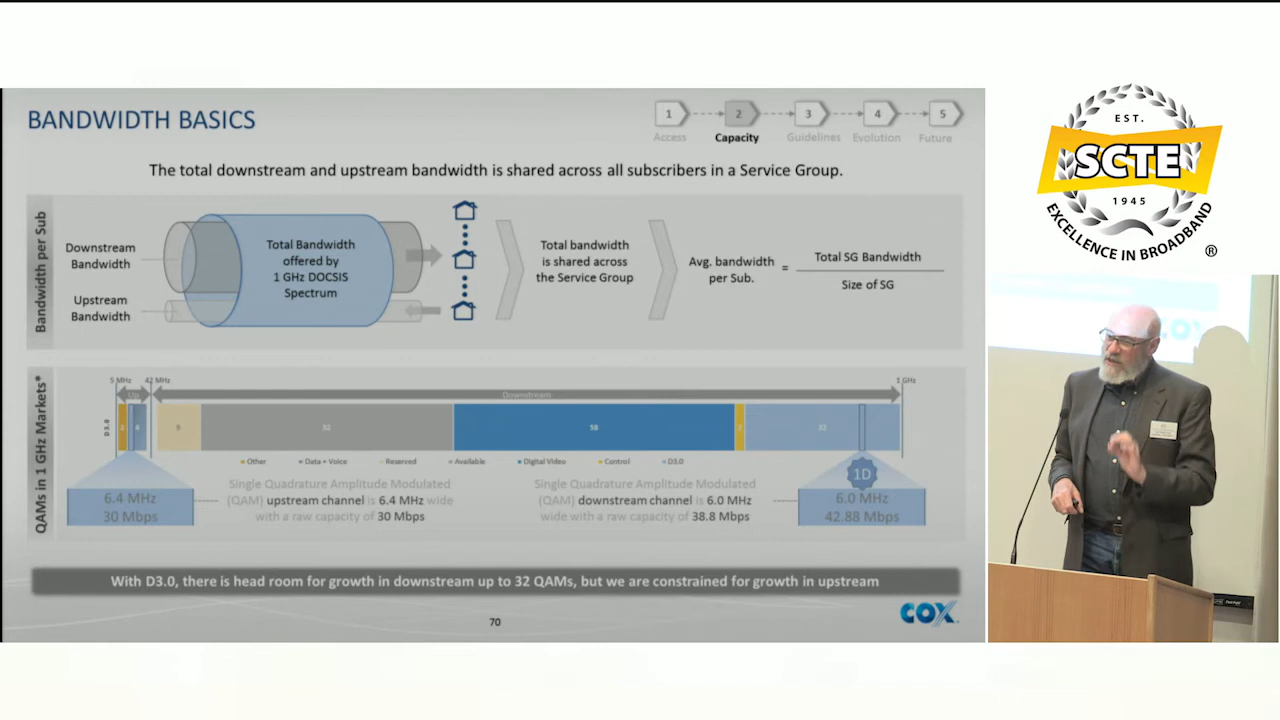 BANDWIDTH BASICS
1
2
3
4
5
Access
Capacity
Guidelines
Evolution
Future
The total downstream and upstream bandwidth is shared across all subscribers in a Service Group.
Bandwidth per Sub
Downstream
Bandwidth
Upstream
Bandwidth
Total Bandwidth
offered by
1 GHz DOCSIS
Spectrum
Total bandwidth
is shared across
the Service Group
Avg. bandwidth
per Sub.
=
Total SG Bandwidth
Size of SG
QAMs in 1 GHz Markets*
5 MHz
42 MHz
1 GHz
Up
Downstream
D3.0
2
4
9
32
58
2
32
Other
Data + Voice
Reserved
Available
Digital Video
Control
D3.0
1D
6.4 MHz
30 Mbps
Single Quadrature Amplitude Modulated
(QAM) upstream channel is 6.4 MHz wide
with a raw capacity of 30 Mbps
Single Quadrature Amplitude Modulated
(QAM) downstream channel is 6.0 MHz
wide with a raw capacity of 38.8 Mbps
6.0 MHz
42.88 Mbps
With D3.0, there is head room for growth in downstream up to 32 QAMs, but we are constrained for growth in upstream
70
COX
EST.
SCTE
1945
EXCELLENCE IN BROADBAND
®